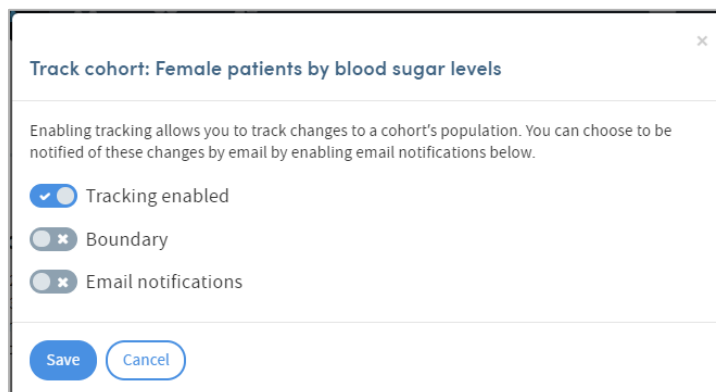 Track cohort: Female patients by blood sugar levels
Enabling tracking allows you to track changes to a cohort's population. You can choose to be
notified of these changes by email by enabling email notifications below.
Tracking enabled
Boundary
Email notifications
Save Cancel